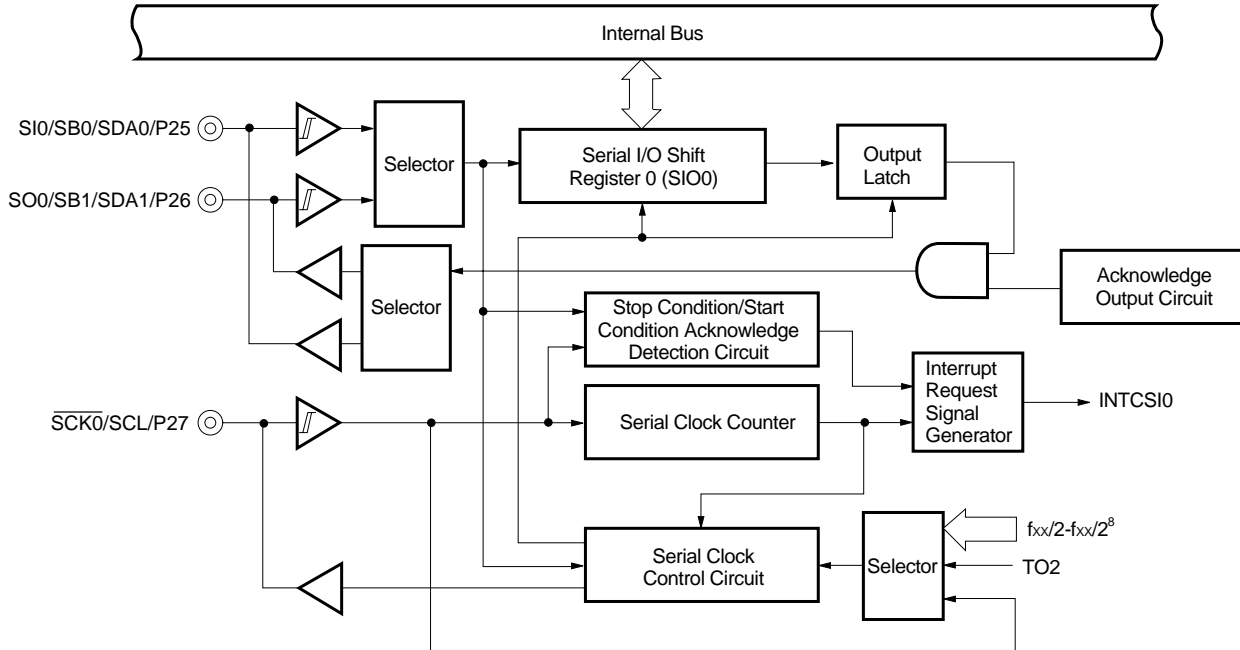 Internal Bus
SI0/SB0/SDA0/P25
Selector
Serial I/O Shift
Register 0 (SIO0)
Output
Latch
SO0/SB1/SDA1/P26
Selector
Acknowledge
Output Circuit
Stop Condition/Start
Condition Acknowledge
Detection Circuit
Interrupt
Request
Signal
Generator
INTCSI0
SCK0/SCL/P27
Serial Clock Counter
fxx/2-fxx/2⁸
Serial Clock
Control Circuit
Selector
TO2